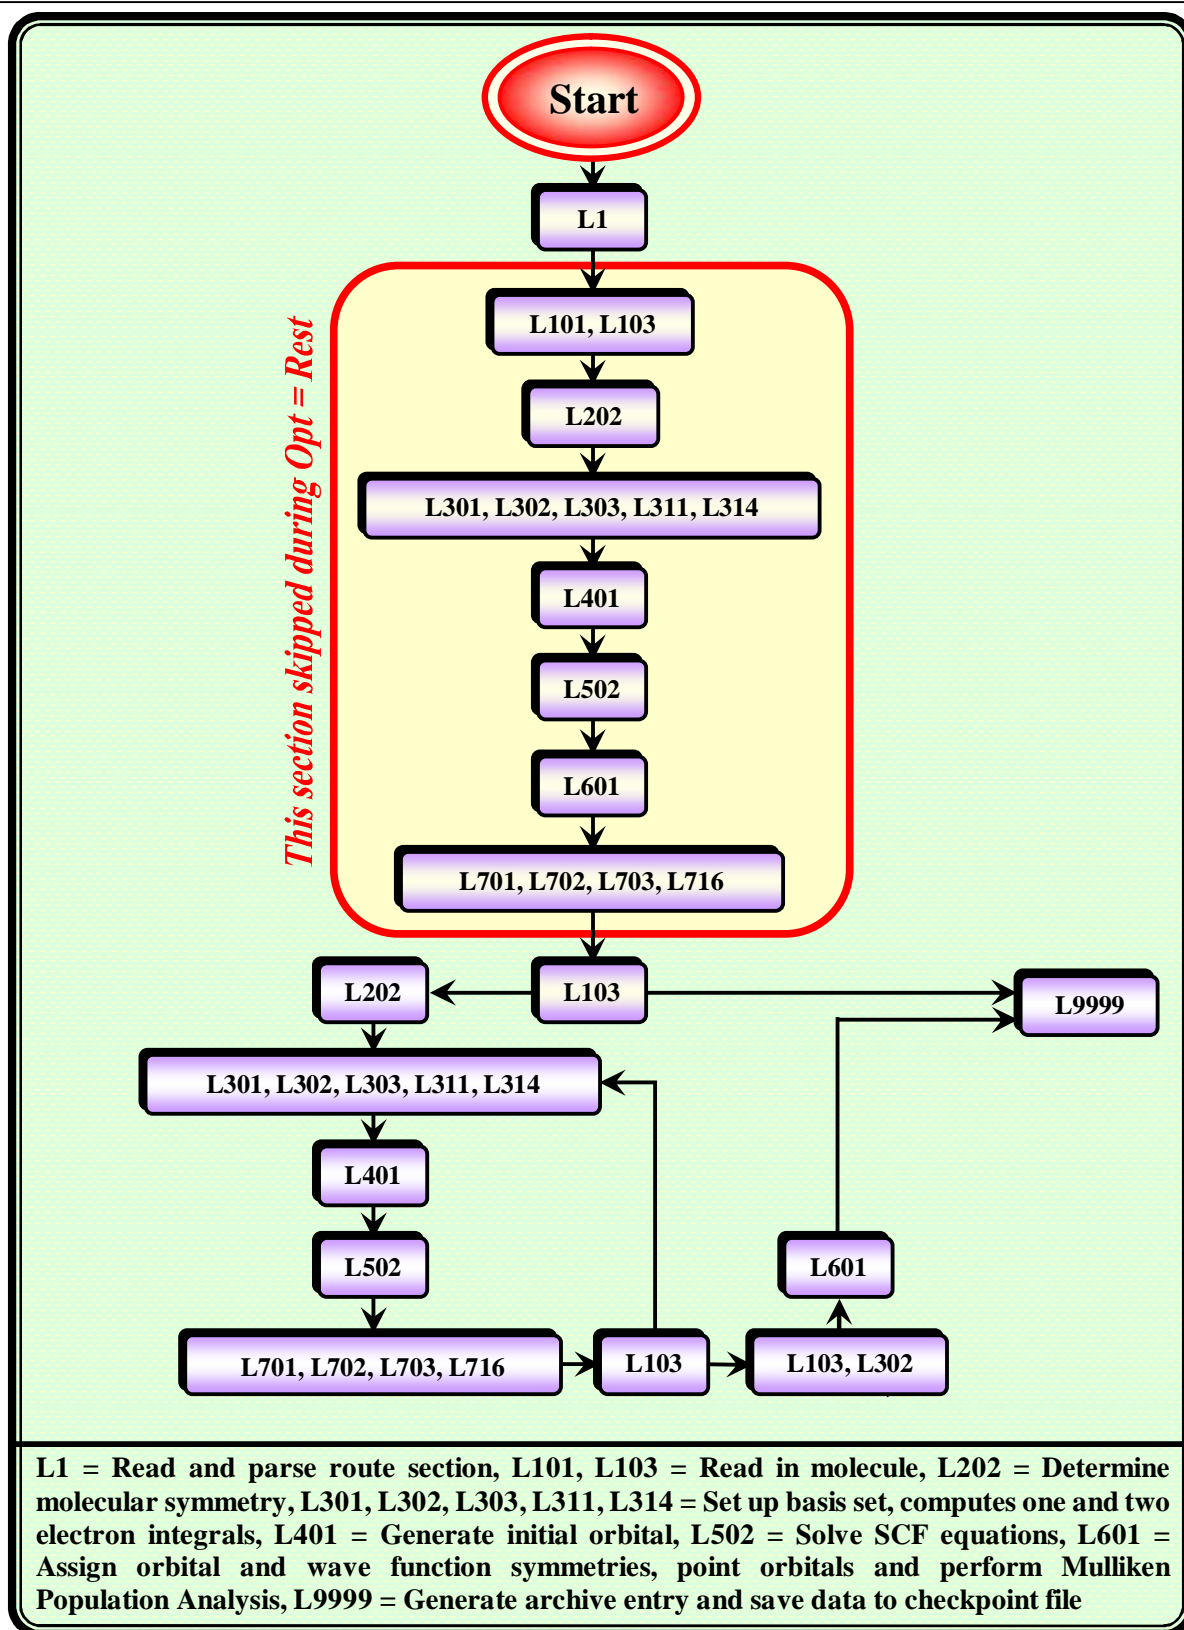 Start
L1
This section skipped during Opt = Rest
L101, L103
L202
L301, L302, L303, L311, L314
L401
L502
L601
L701, L702, L703, L716
L202
L103
L9999
L301, L302, L303, L311, L314
L401
L502
L601
L701, L702, L703, L716
L103
L103, L302
L1 = Read and parse route section, L101, L103 = Read in molecule, L202 = Determine
molecular symmetry, L301, L302, L303, L311, L314 = Set up basis set, computes one and two
electron integrals, L401 = Generate initial orbital, L502 = Solve SCF equations, L601 =
Assign orbital and wave function symmetries, point orbitals and perform Mulliken
Population Analysis, L9999 = Generate archive entry and save data to checkpoint file